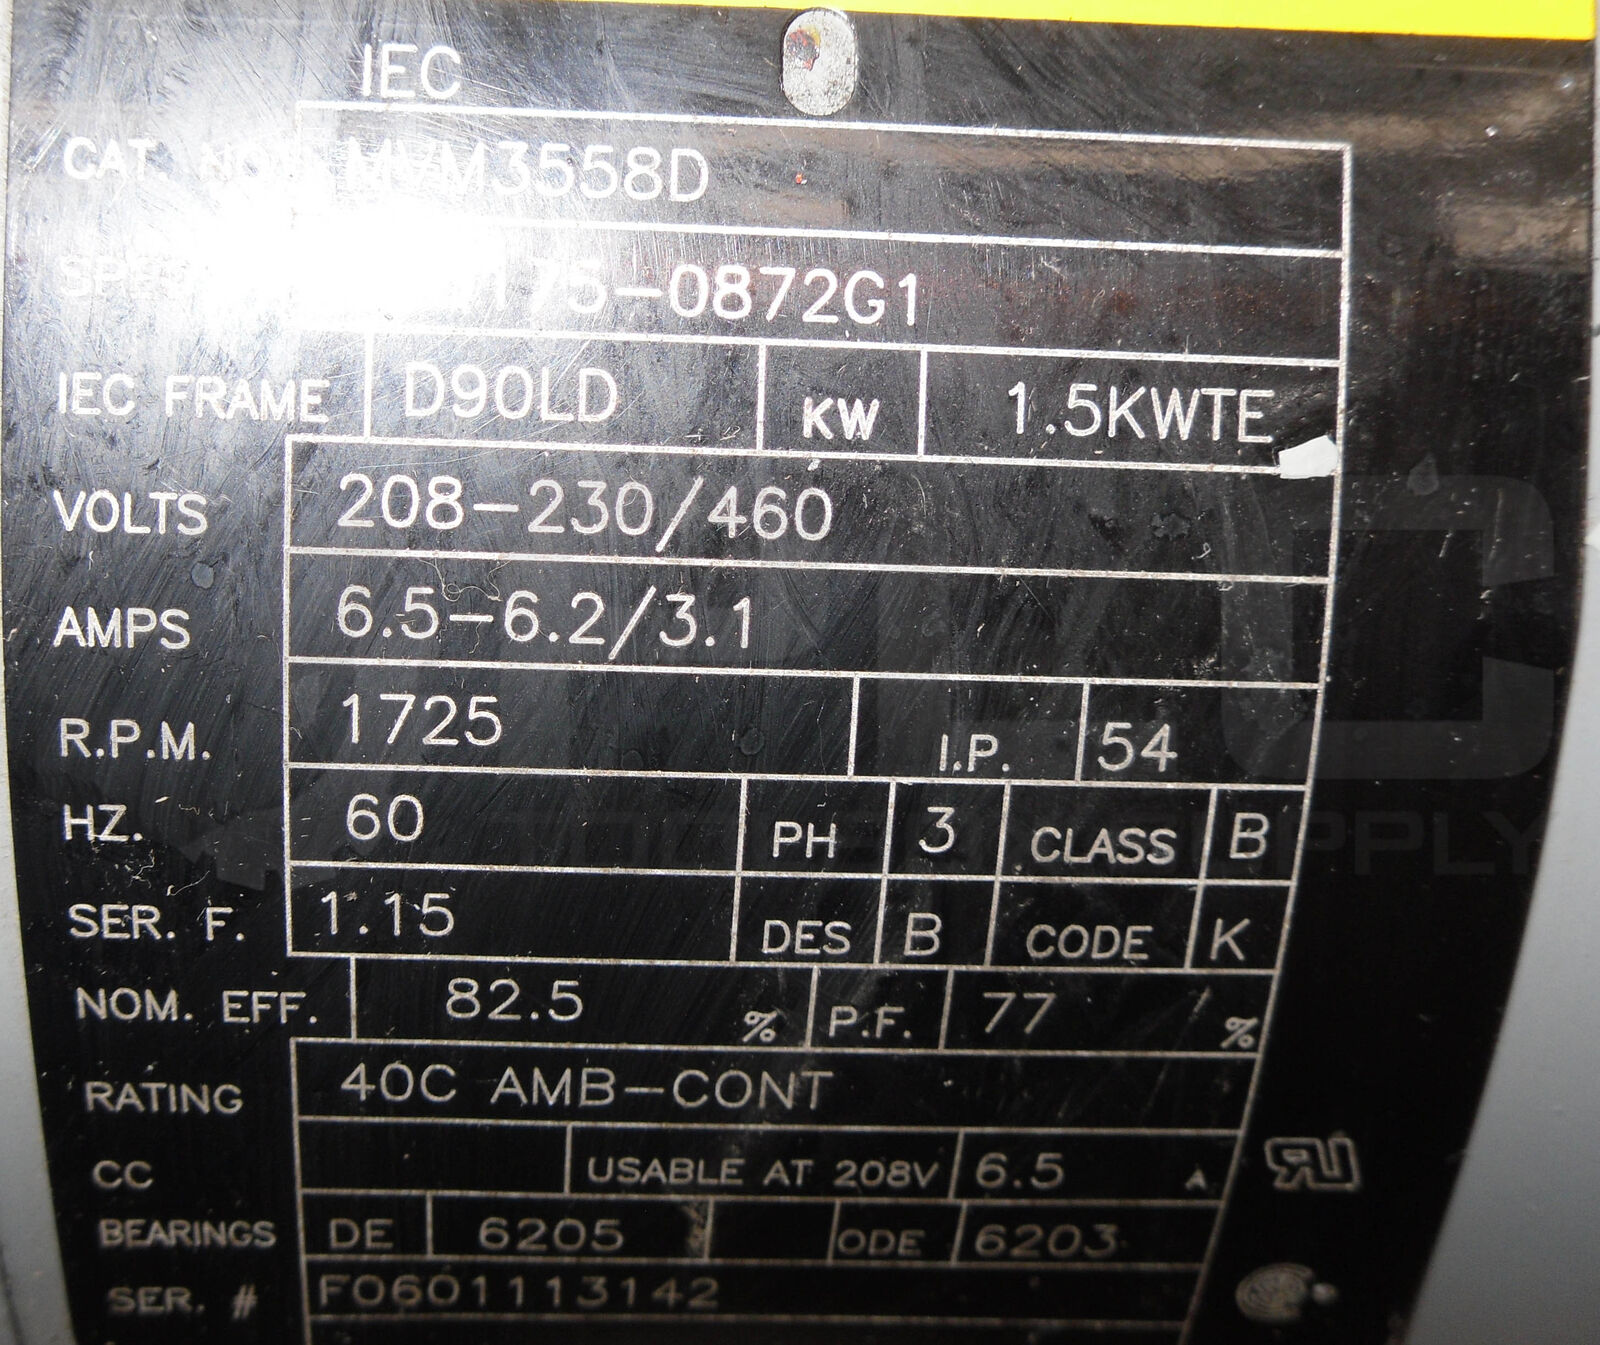 IEC
CAT. NO. MVM3558D
175-0872G1
IEC FRAME D90LD KW 1.5KWTE
VOLTS 208-230/460
AMPS 6.5-6.2/3.1
R.P.M. 1725 I.P. 54
HZ. 60 PH 3 CLASS B
SER. F. 1.15 DES B CODE K
NOM. EFF. 82.5 % P.F. 77 %
RATING 40C AMB-CONT
CC USABLE AT 208V 6.5 A
BEARINGS DE 6205 ODE 6203
SER. # F0601113142